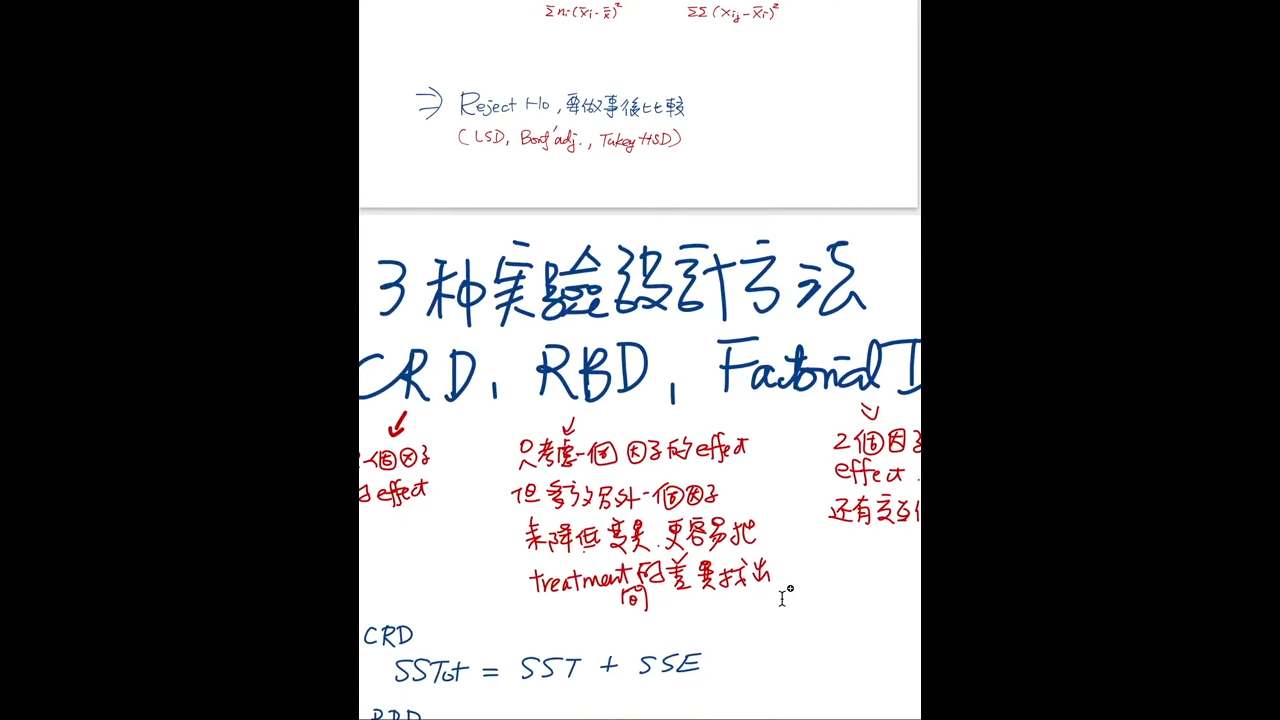 Σni(x̄i-x̿)² ΣΣ(xij-x̄i)²
⇒ Reject H0, 要做事後比較
(LSD, Bonf' adj., Tukey HSD)
3种実驗設計方法
CRD, RBD, Factorial D
一個因子
effect
只考慮一個因子的effect
但 另外一個因子
來降低變異.更容易把
treatment間的差異找出
2個因子
effect.
还有交互
CRD
SSTot = SST + SSE
RBD